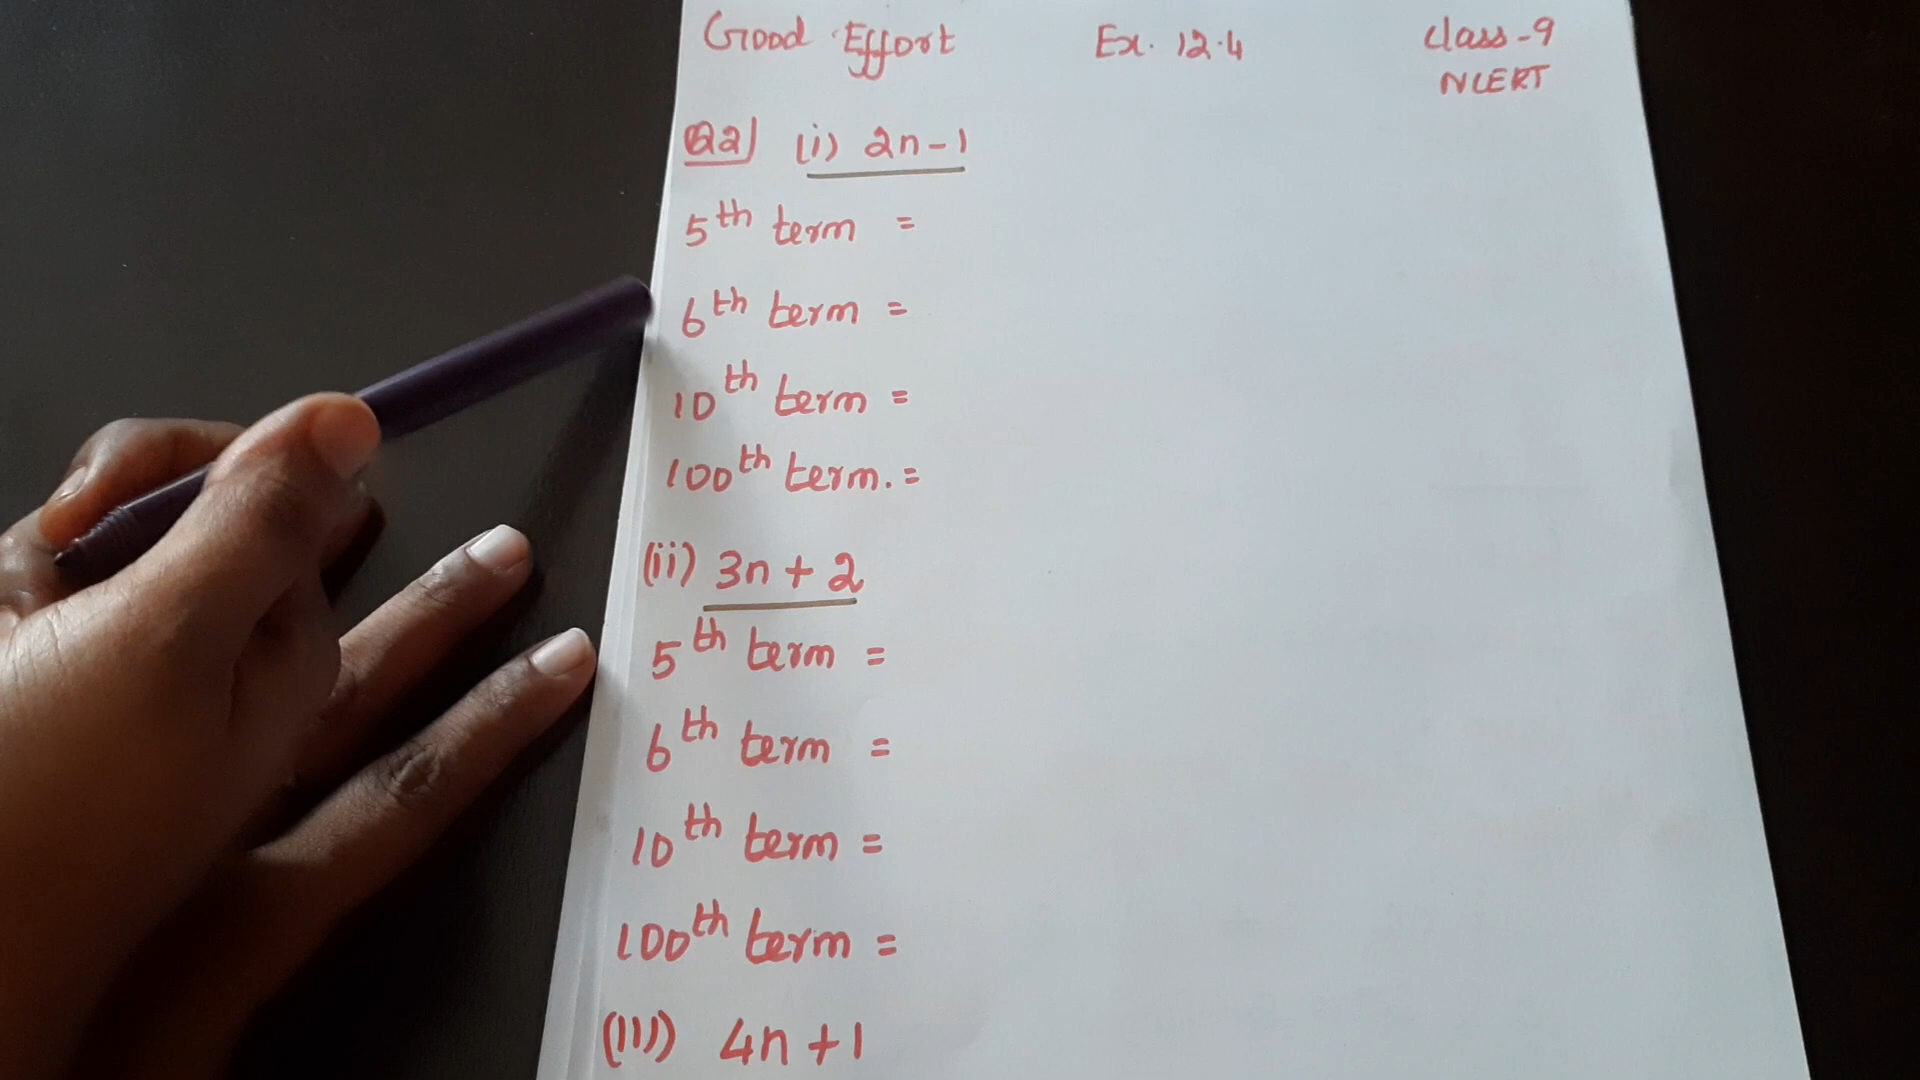 Good Effort Ex. 12.4 Class-9
NCERT
Q2) (i) 2n-1
5th term =
6th term =
10th term =
100th term. =
(ii) 3n + 2
5th term =
6th term =
10th term =
100th term =
(iii) 4n + 1